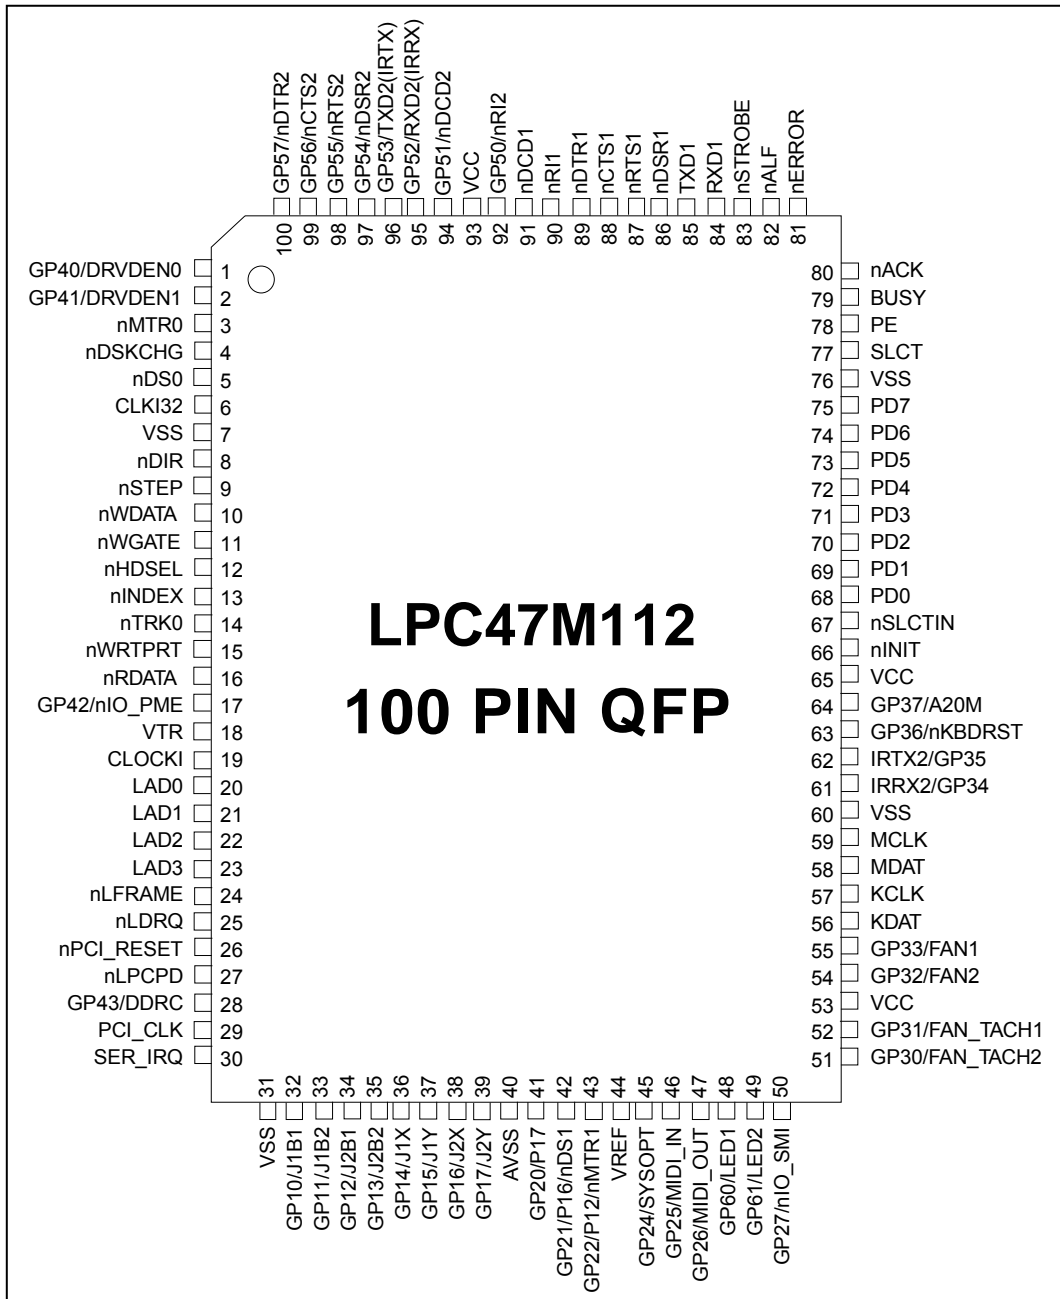 GP57/nDTR2
GP56/nCTS2
GP55/nRTS2
GP54/nDSR2
GP53/TXD2(IRTX)
GP52/RXD2(IRRX)
GP51/nDCD2
VCC
GP50/nRI2
nDCD1
nRI1
nDTR1
nCTS1
nRTS1
nDSR1
TXD1
RXD1
nSTROBE
nALF
nERROR
100
99
98
97
96
95
94
93
92
91
90
89
88
87
86
85
84
83
82
81
GP40/DRVDEN0 1
GP41/DRVDEN1 2
nMTR0 3
nDSKCHG 4
nDS0 5
CLKI32 6
VSS 7
nDIR 8
nSTEP 9
nWDATA 10
nWGATE 11
nHDSEL 12
nINDEX 13
nTRK0 14
nWRTPRT 15
nRDATA 16
GP42/nIO_PME 17
VTR 18
CLOCKI 19
LAD0 20
LAD1 21
LAD2 22
LAD3 23
nLFRAME 24
nLDRQ 25
nPCI_RESET 26
nLPCPD 27
GP43/DDRC 28
PCI_CLK 29
SER_IRQ 30
LPC47M112
100 PIN QFP
80 nACK
79 BUSY
78 PE
77 SLCT
76 VSS
75 PD7
74 PD6
73 PD5
72 PD4
71 PD3
70 PD2
69 PD1
68 PD0
67 nSLCTIN
66 nINIT
65 VCC
64 GP37/A20M
63 GP36/nKBDRST
62 IRTX2/GP35
61 IRRX2/GP34
60 VSS
59 MCLK
58 MDAT
57 KCLK
56 KDAT
55 GP33/FAN1
54 GP32/FAN2
53 VCC
52 GP31/FAN_TACH1
51 GP30/FAN_TACH2
31
32
33
34
35
36
37
38
39
40
41
42
43
44
45
46
47
48
49
50
VSS
GP10/J1B1
GP11/J1B2
GP12/J2B1
GP13/J2B2
GP14/J1X
GP15/J1Y
GP16/J2X
GP17/J2Y
AVSS
GP20/P17
GP21/P16/nDS1
GP22/P12/nMTR1
VREF
GP24/SYSOPT
GP25/MIDI_IN
GP26/MIDI_OUT
GP60/LED1
GP61/LED2
GP27/nIO_SMI